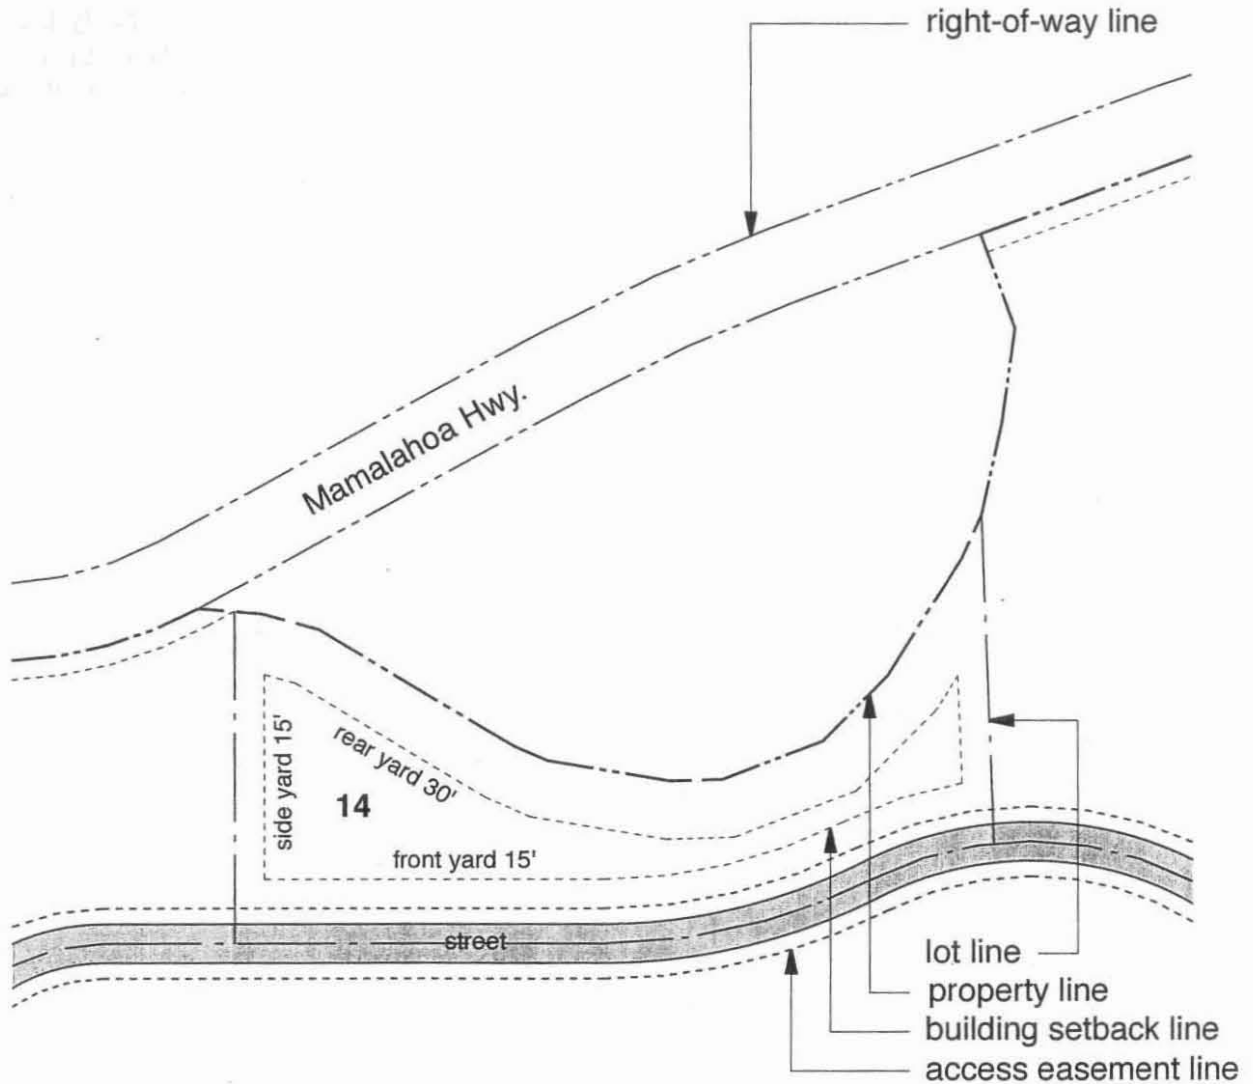 right-of-way line
Mamalahoa Hwy.
side yard 15'
rear yard 30'
14
front yard 15'
street
lot line
property line
building setback line
access easement line